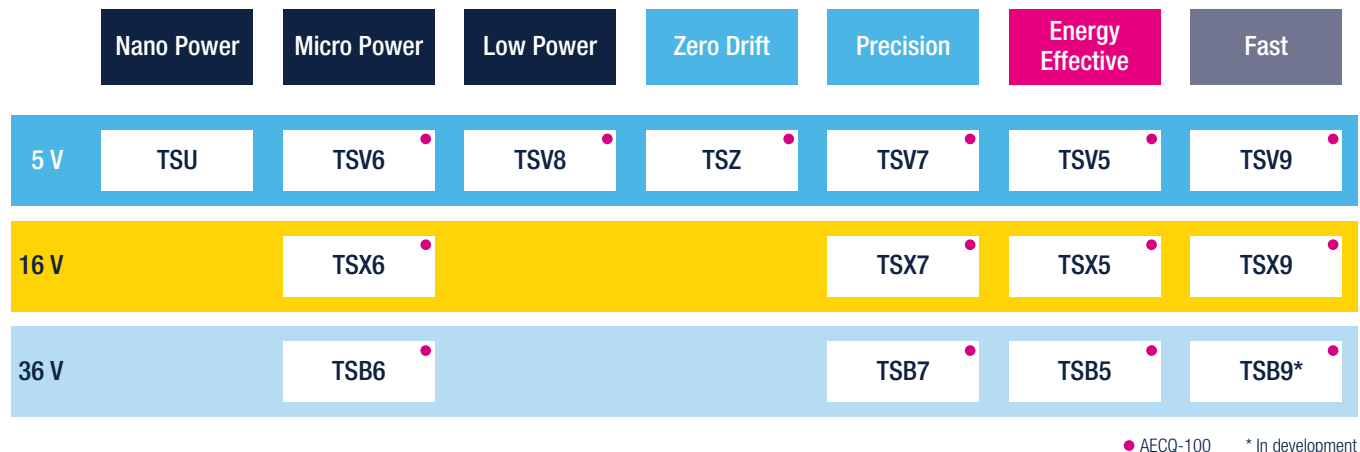 Nano Power Micro Power Low Power Zero Drift Precision Energy Effective Fast
5 V TSU TSV6 TSV8 TSZ TSV7 TSV5 TSV9
16 V TSX6 TSX7 TSX5 TSX9
36 V TSB6 TSB7 TSB5 TSB9*
AECQ-100 * In development